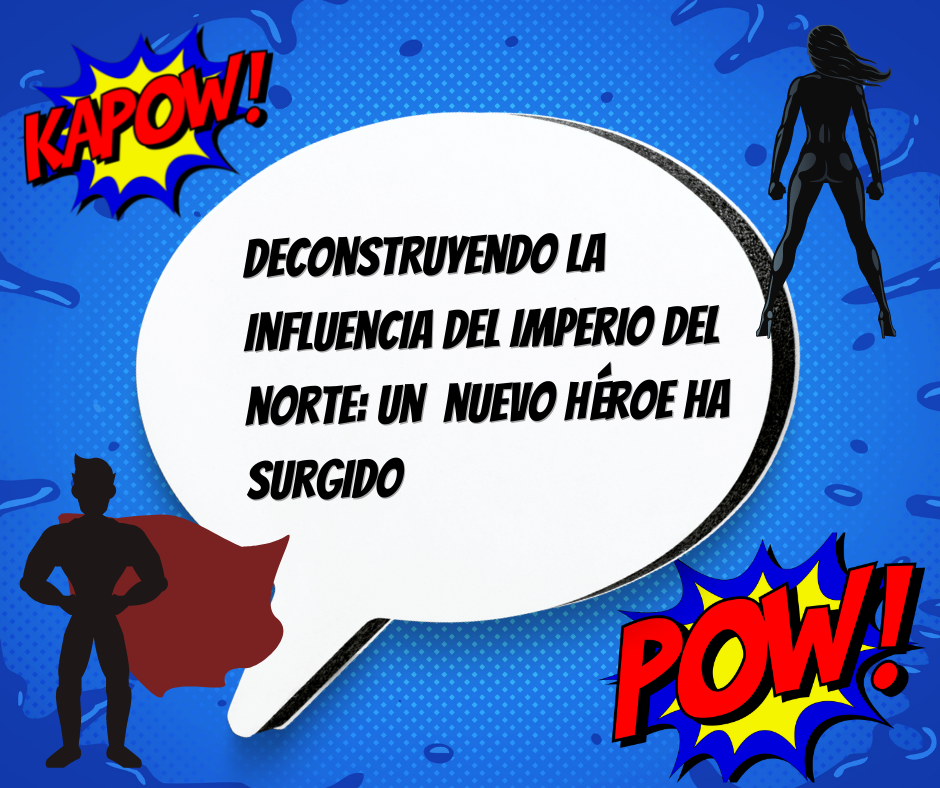 KAPOW!
DECONSTRUYENDO LA
INFLUENCIA DEL IMPERIO DEL
NORTE: UN NUEVO HÉROE HA
SURGIDO
POW!